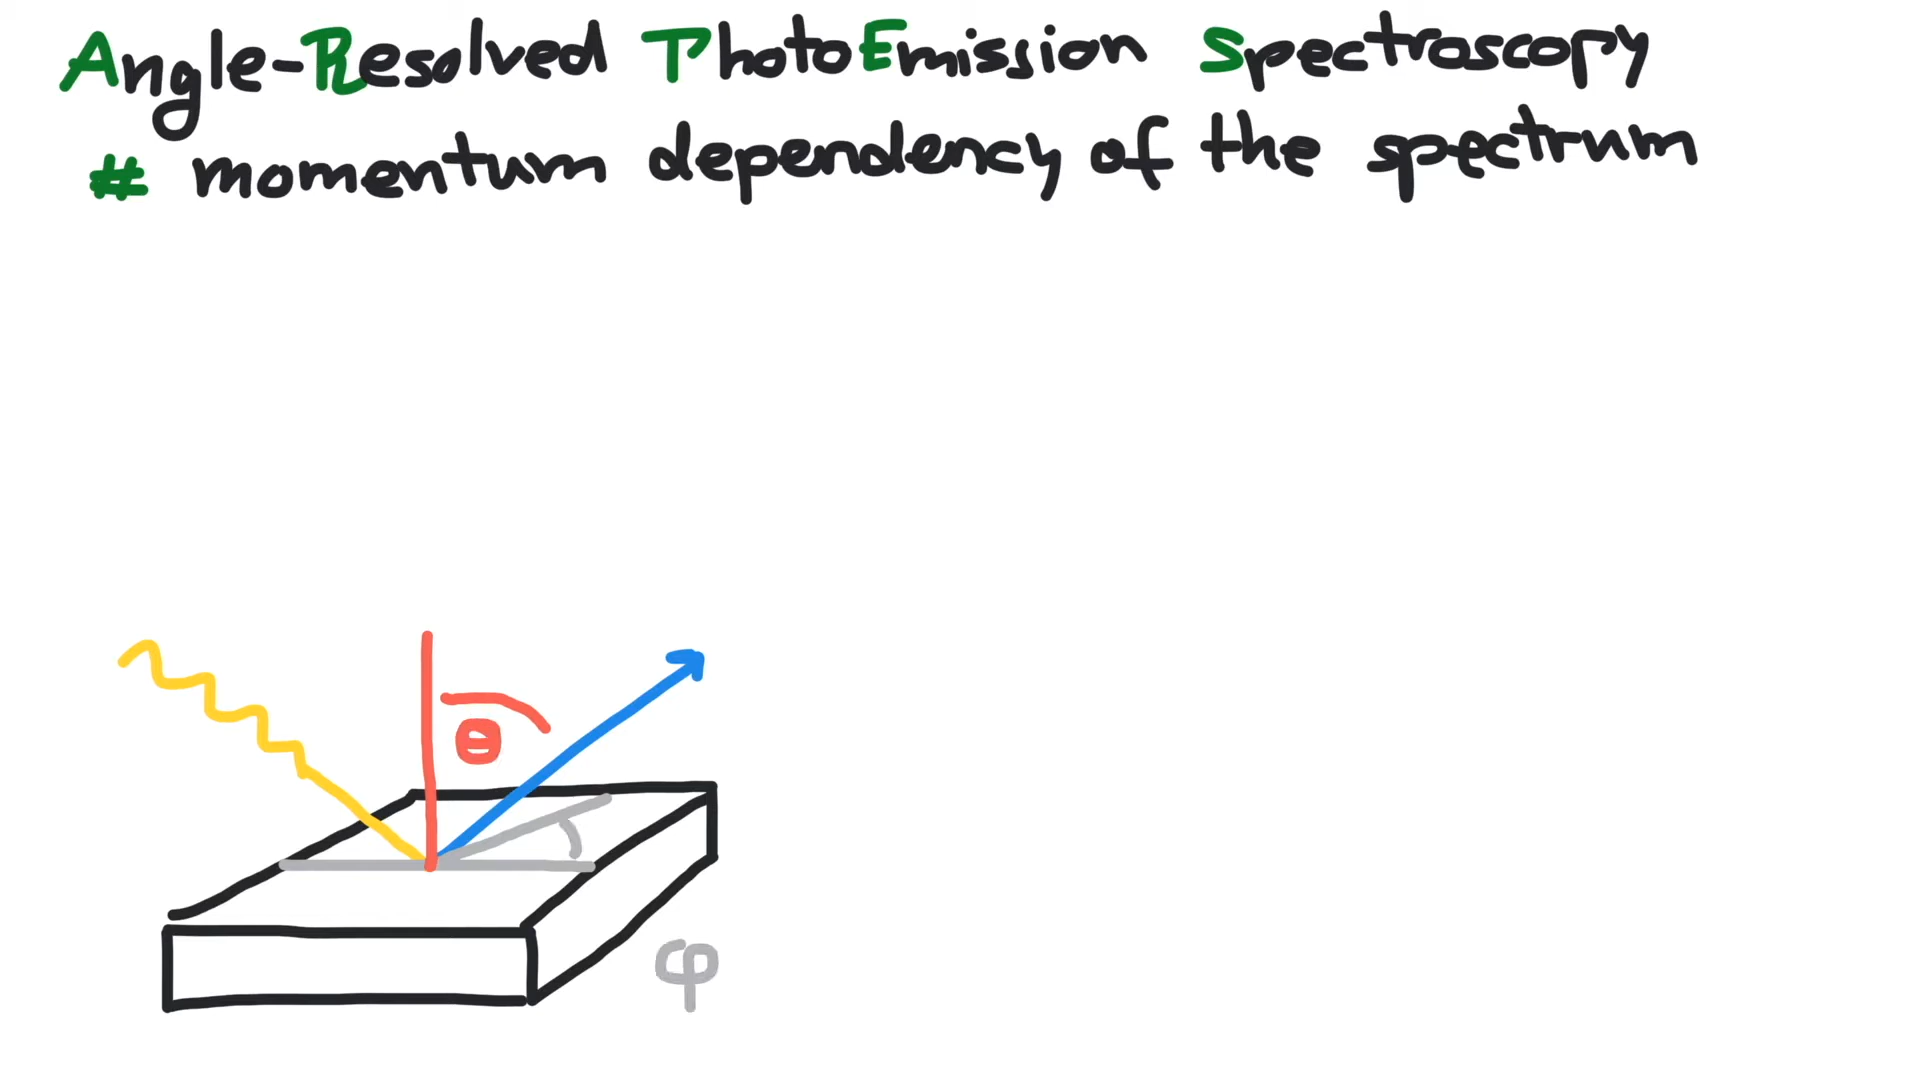 Angle-Resolved PhotoEmission Spectroscopy
# momentum dependency of the spectrum
θ
φ